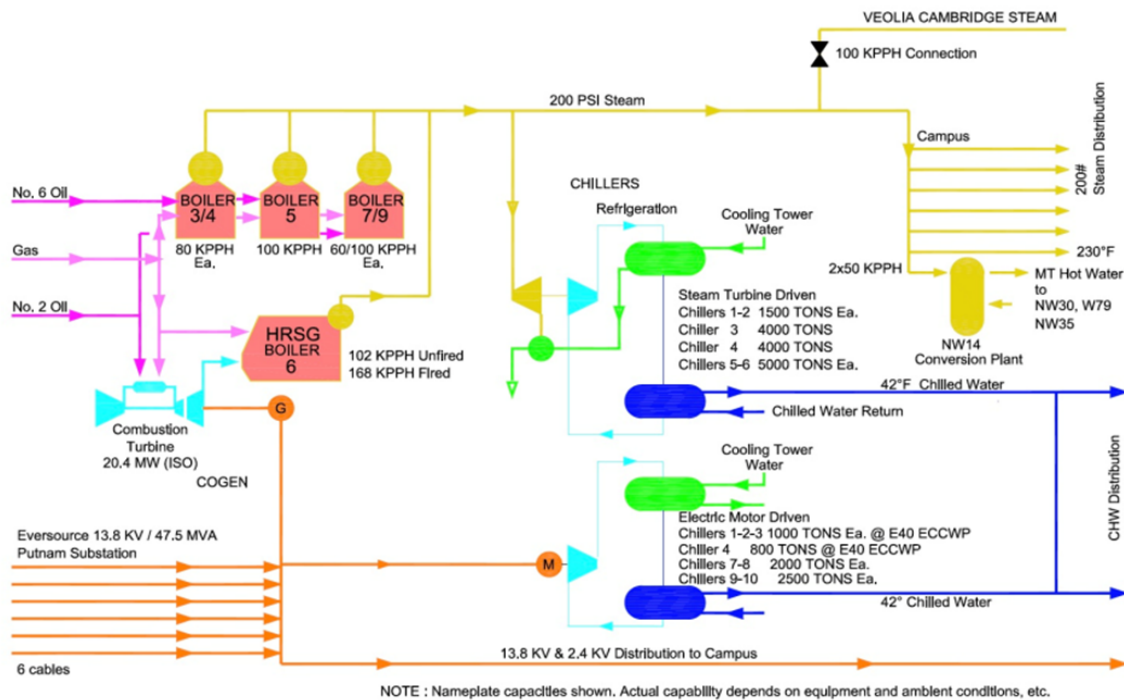 VEOLIA CAMBRIDGE STEAM
100 KPPH Connection
200 PSI Steam
Campus
200#
Steam Distribution
No. 6 Oil
BOILER
3/4
BOILER
5
BOILER
7/9
CHILLERS
Refrigeration
Cooling Tower
Water
Gas
80 KPPH
Ea.
100 KPPH
60/100 KPPH
Ea.
230°F
2x50 KPPH
MT Hot Water
to
NW30, W79
NW35
No. 2 Oil
HRSG
BOILER
6
102 KPPH Unfired
168 KPPH Fired
Steam Turbine Driven
Chillers 1-2 1500 TONS Ea.
Chiller 3 4000 TONS
Chiller 4 4000 TONS
Chillers 5-6 5000 TONS Ea.
NW14
Conversion Plant
42°F Chilled Water
Chilled Water Return
G
Combustion
Turbine
20.4 MW (ISO)
COGEN
Cooling Tower
Water
CHW Distribution
Eversource 13.8 KV / 47.5 MVA
Putnam Substation
M
Electric Motor Driven
Chillers 1-2-3 1000 TONS Ea. @ E40 ECCWP
Chiller 4 800 TONS @ E40 ECCWP
Chillers 7-8 2000 TONS Ea.
Chillers 9-10 2500 TONS Ea.
42° Chilled Water
6 cables
13.8 KV & 2.4 KV Distribution to Campus
NOTE : Nameplate capacities shown. Actual capability depends on equipment and ambient conditions, etc.